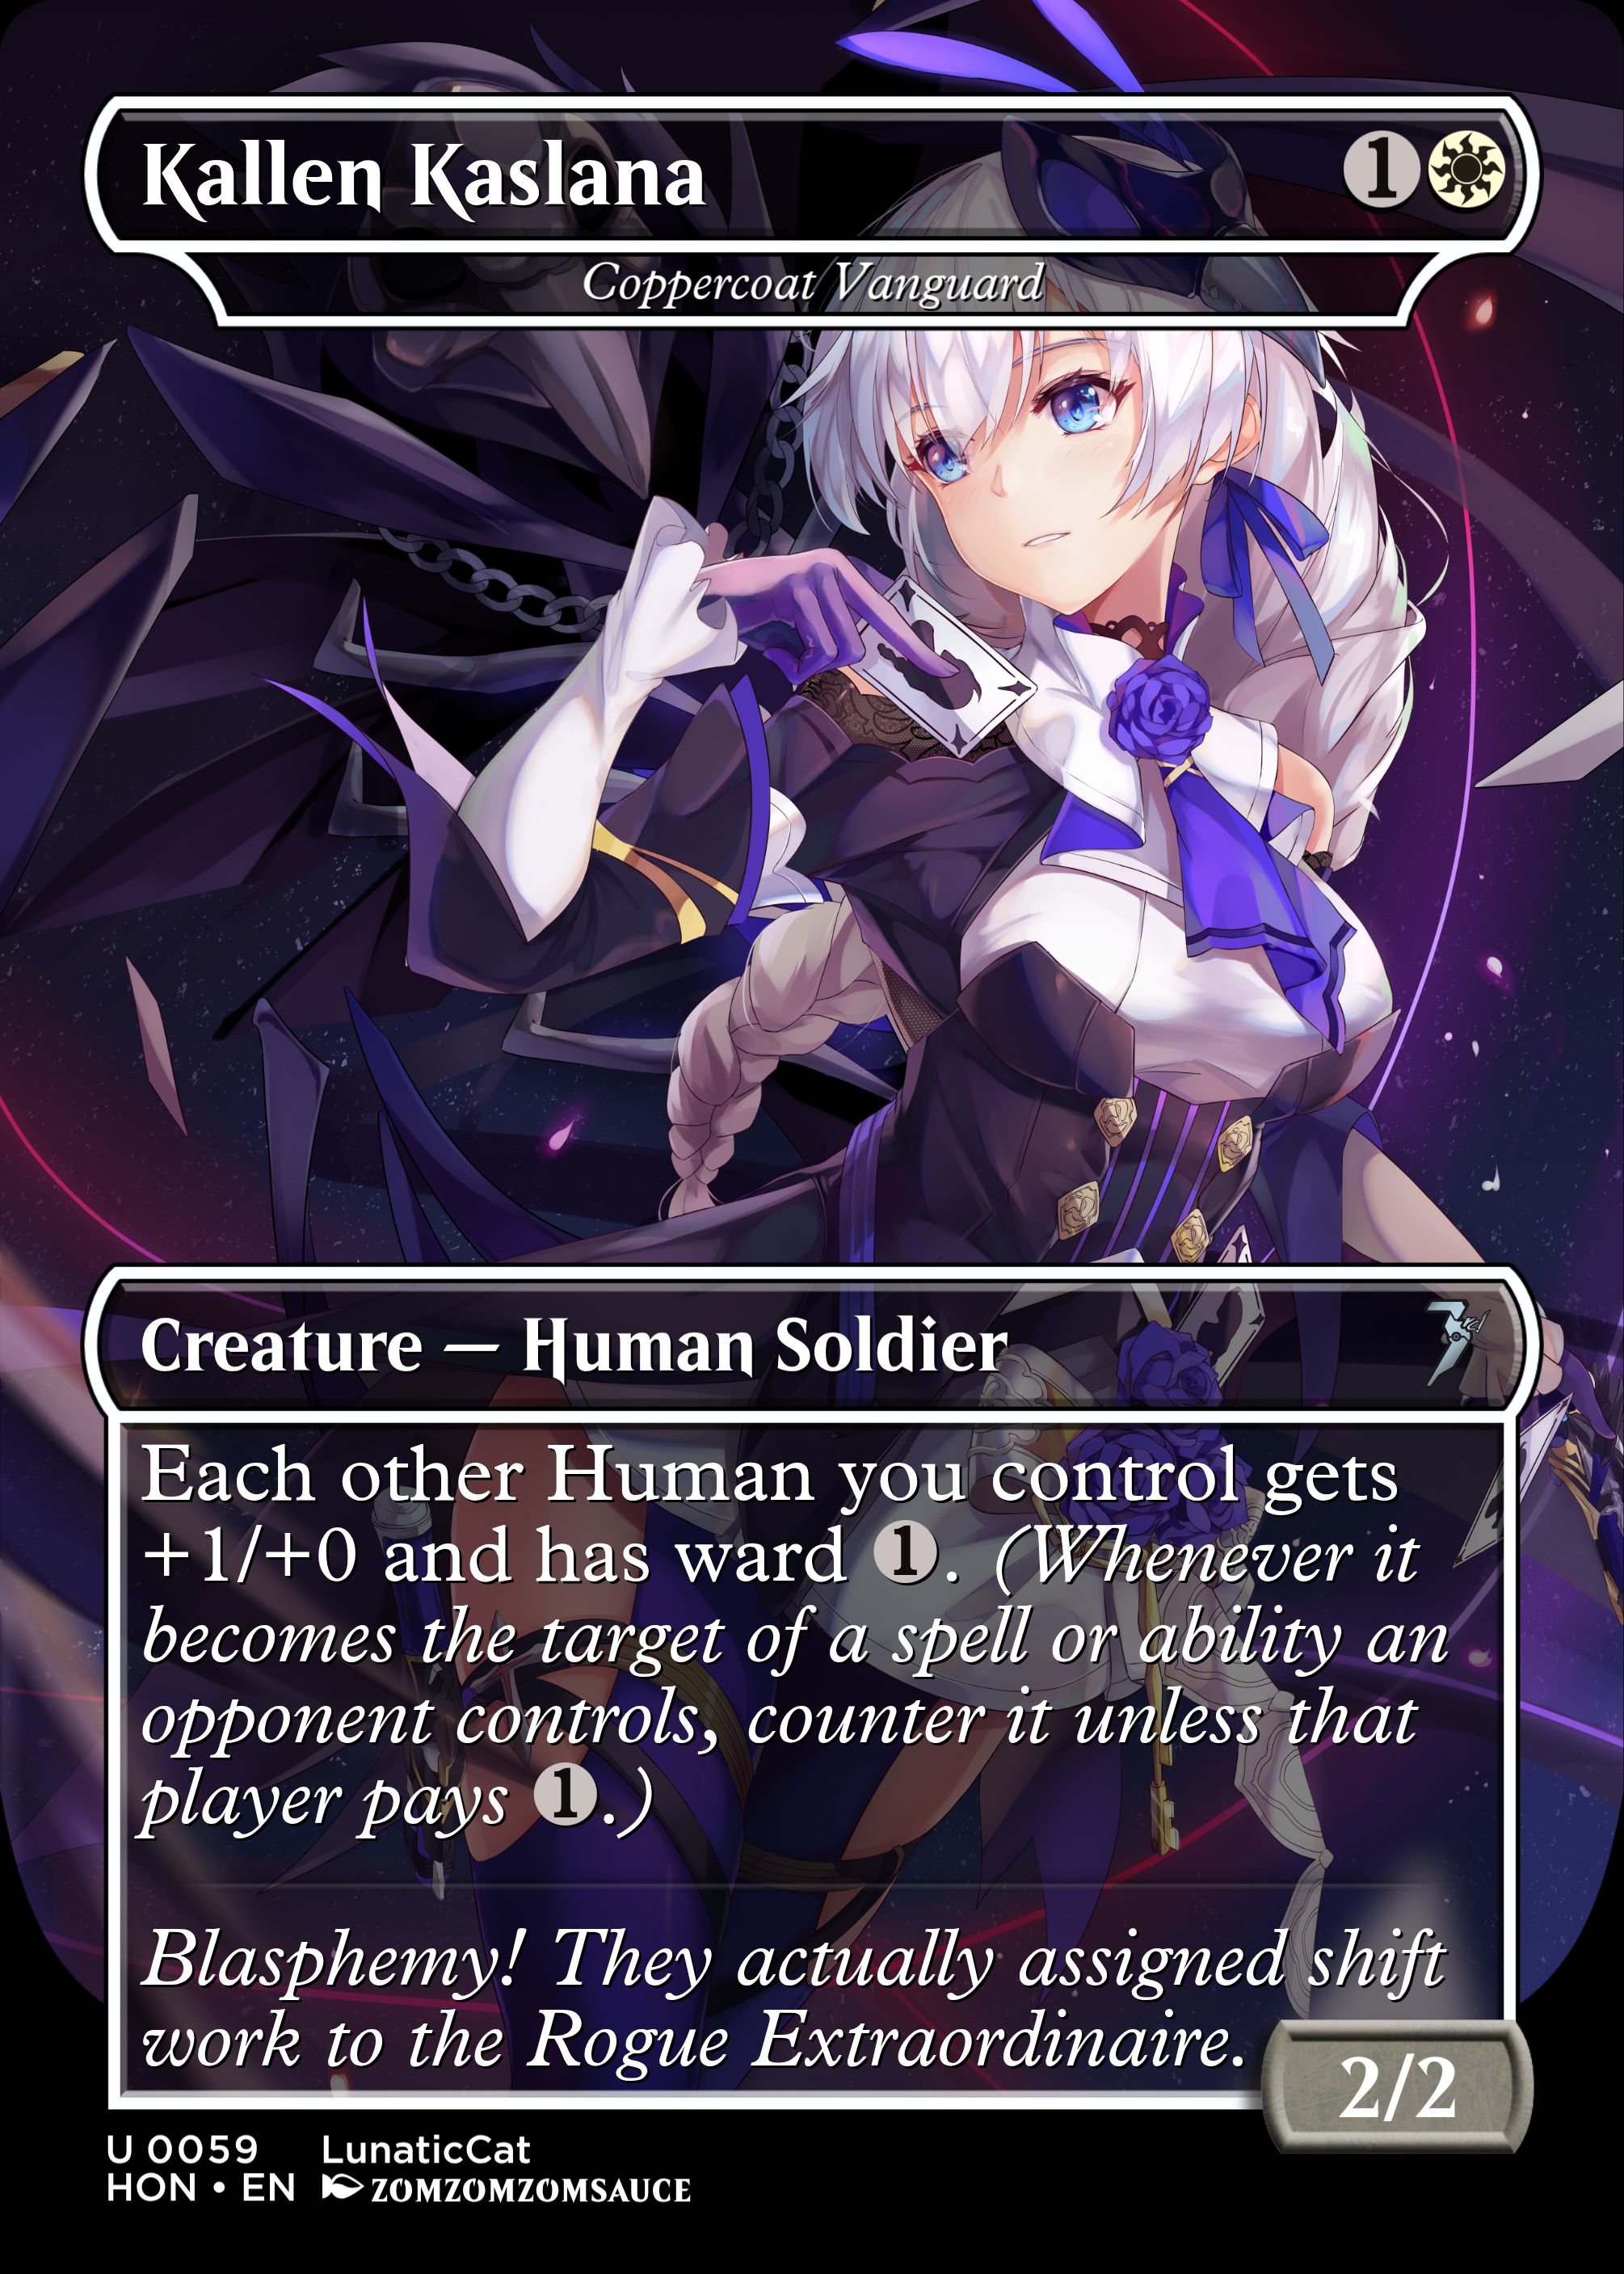 Kallen Kaslana 1
Coppercoat Vanguard
Creature — Human Soldier
Each other Human you control gets
+1/+0 and has ward 1. (Whenever it
becomes the target of a spell or ability an
opponent controls, counter it unless that
player pays 1.)
Blasphemy! They actually assigned shift
work to the Rogue Extraordinaire.
2/2
U 0059 LunaticCat
HON • EN ZOMZOMZOMSAUCE